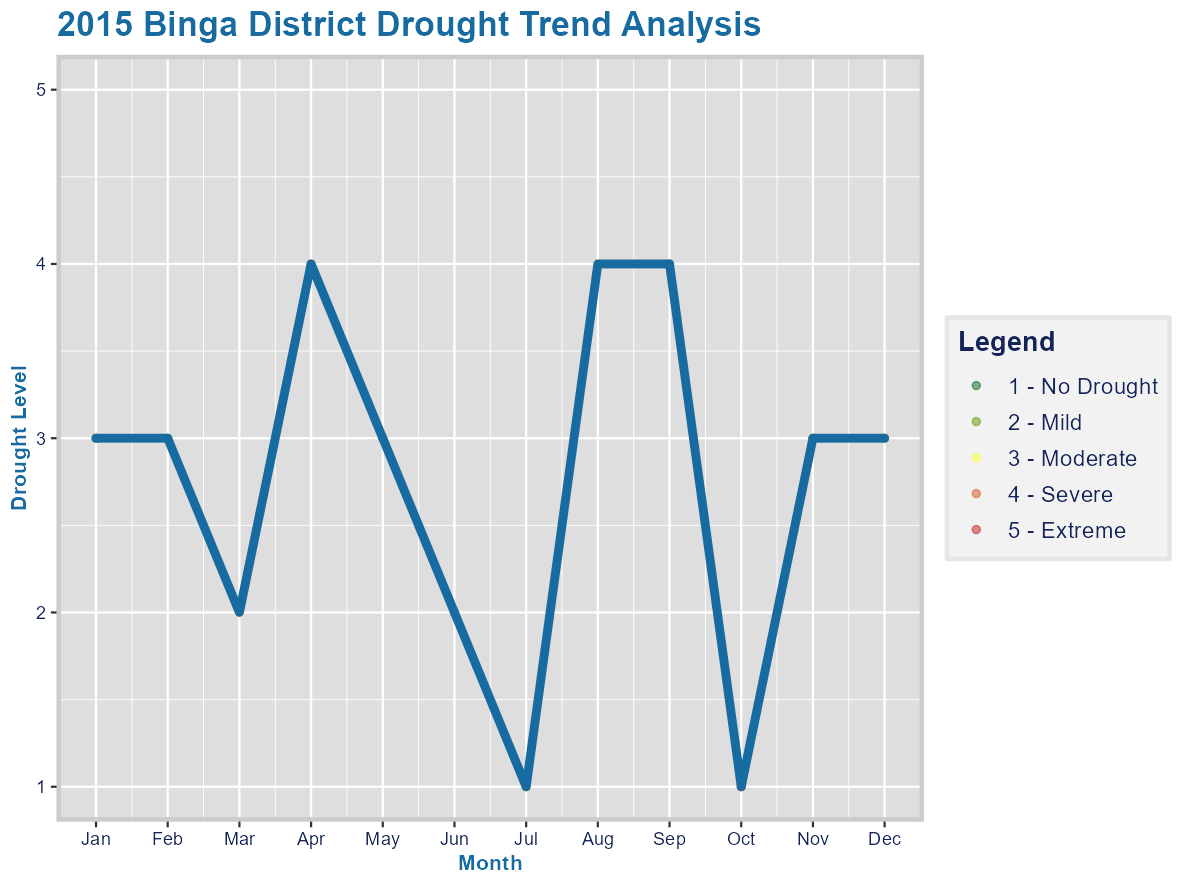 2015 Binga District Drought Trend Analysis
5
4
3
2
1
Drought Level
Jan Feb Mar Apr May Jun Jul Aug Sep Oct Nov Dec
Month
Legend
1 - No Drought
2 - Mild
3 - Moderate
4 - Severe
5 - Extreme